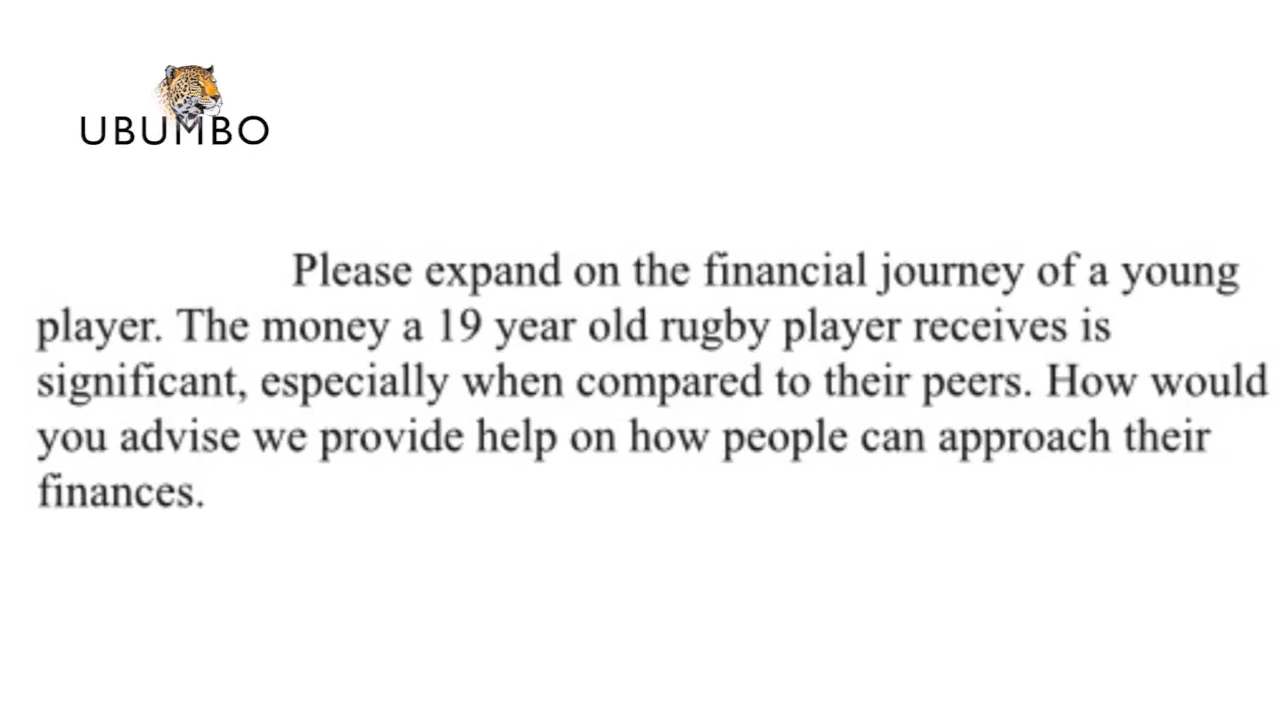 UBUMBO
Please expand on the financial journey of a young
player. The money a 19 year old rugby player receives is
significant, especially when compared to their peers. How would
you advise we provide help on how people can approach their
finances.